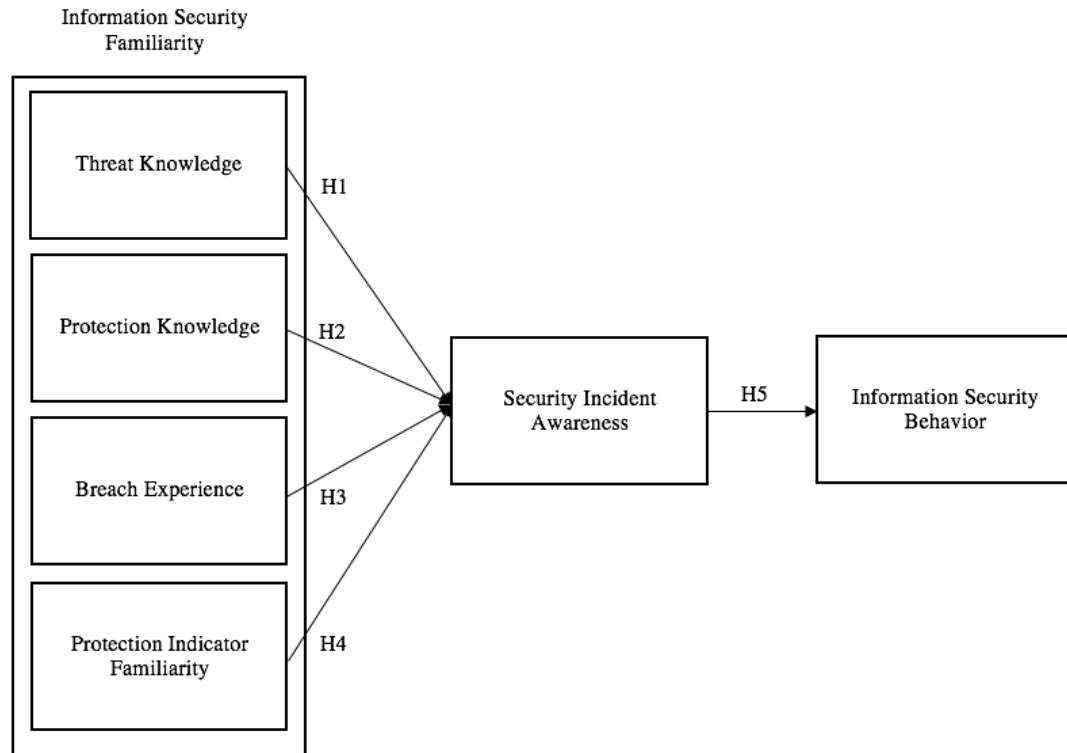 Information Security
Familiarity
Threat Knowledge
H1
Protection Knowledge
H2
Security Incident
Awareness
H5
Information Security
Behavior
Breach Experience
H3
Protection Indicator
Familiarity
H4